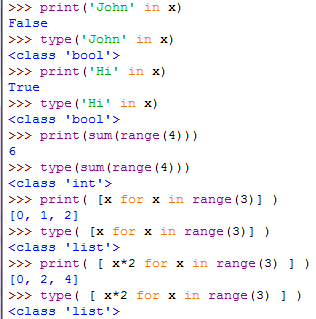 >>> print('John' in x)
False
>>> type('John' in x)
<class 'bool'>
>>> print('Hi' in x)
True
>>> type('Hi' in x)
<class 'bool'>
>>> print(sum(range(4)))
6
>>> type(sum(range(4)))
<class 'int'>
>>> print( [x for x in range(3)] )
[0, 1, 2]
>>> type( [x for x in range(3)] )
<class 'list'>
>>> print( [ x*2 for x in range(3) ] )
[0, 2, 4]
>>> type( [ x*2 for x in range(3) ] )
<class 'list'>